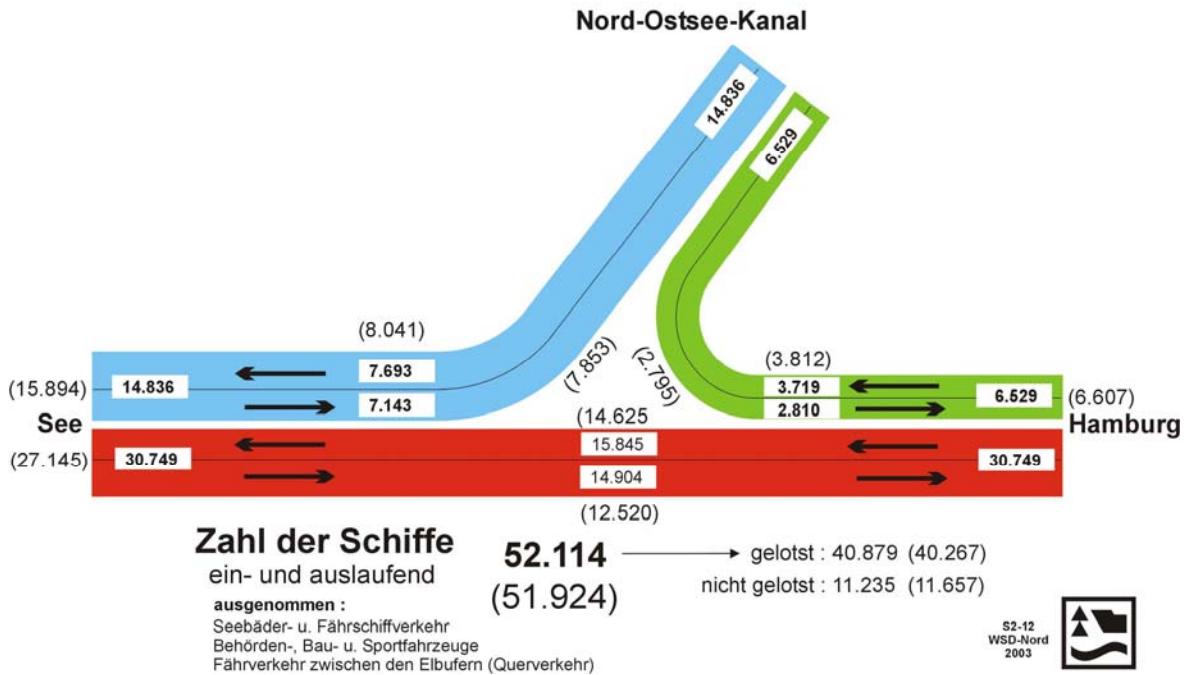 Nord-Ostsee-Kanal
14.836
6.529
(8.041)
(7.853)
(2.795)
(3.812)
(15.894)
14.836
7.693
7.143
3.719
2.810
6.529
(6.607)
See
(14.625)
Hamburg
(27.145)
30.749
15.845
14.904
30.749
(12.520)
Zahl der Schiffe
ein- und auslaufend
52.114
(51.924)
gelotst : 40.879 (40.267)
nicht gelotst : 11.235 (11.657)
ausgenommen :
Seebäder- u. Fährschiffverkehr
Behörden-, Bau- u. Sportfahrzeuge
Fährverkehr zwischen den Elbufern (Querverkehr)
S2-12
WSD-Nord
2003